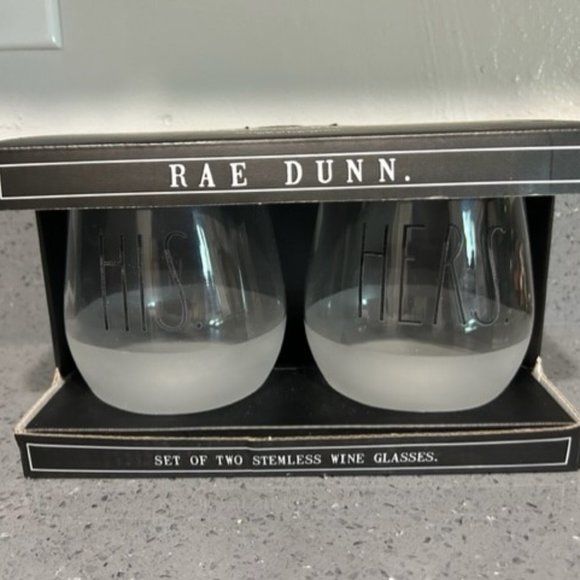 RAE DUNN.
HIS. HERS.
SET OF TWO STEMLESS WINE GLASSES.